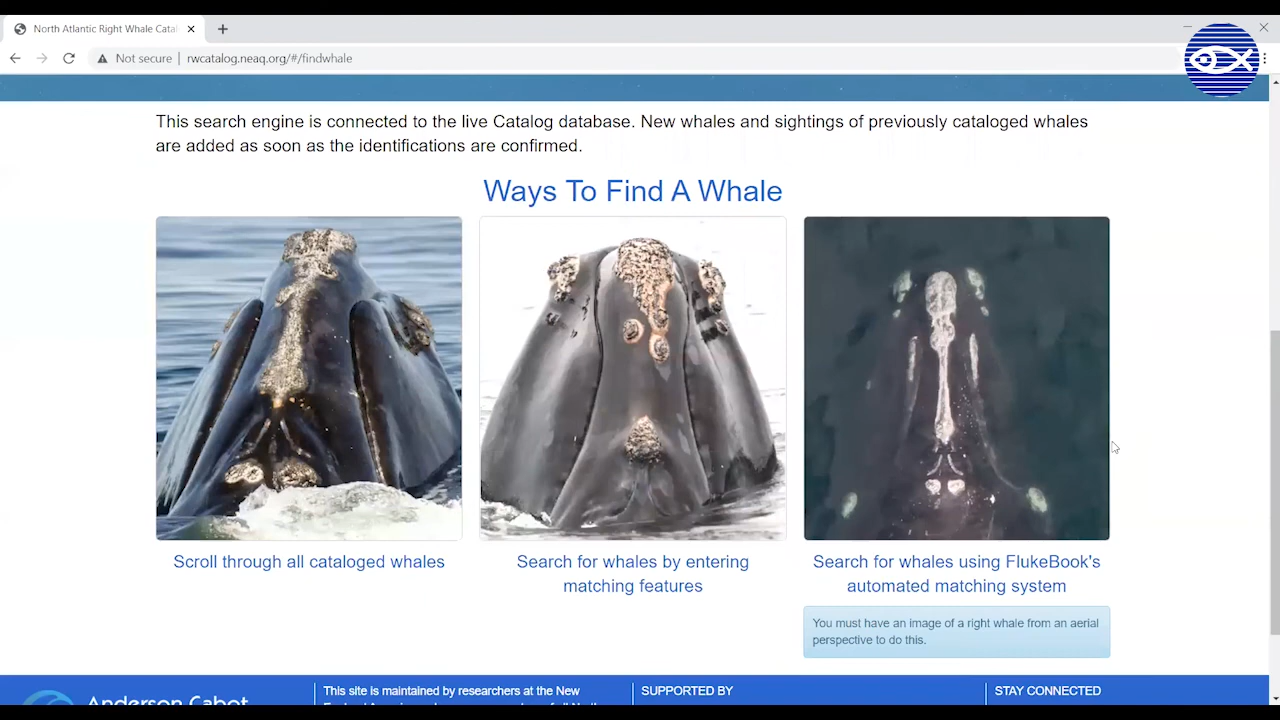 North Atlantic Right Whale Cata
Not secure
rwcatalog.neaq.org/#/findwhale
This search engine is connected to the live Catalog database. New whales and sightings of previously cataloged whales
are added as soon as the identifications are confirmed.
Ways To Find A Whale
Scroll through all cataloged whales
Search for whales by entering
matching features
Search for whales using FlukeBook's
automated matching system
You must have an image of a right whale from an aerial
perspective to do this.
Anderson Cabot
This site is maintained by researchers at the New
SUPPORTED BY
STAY CONNECTED